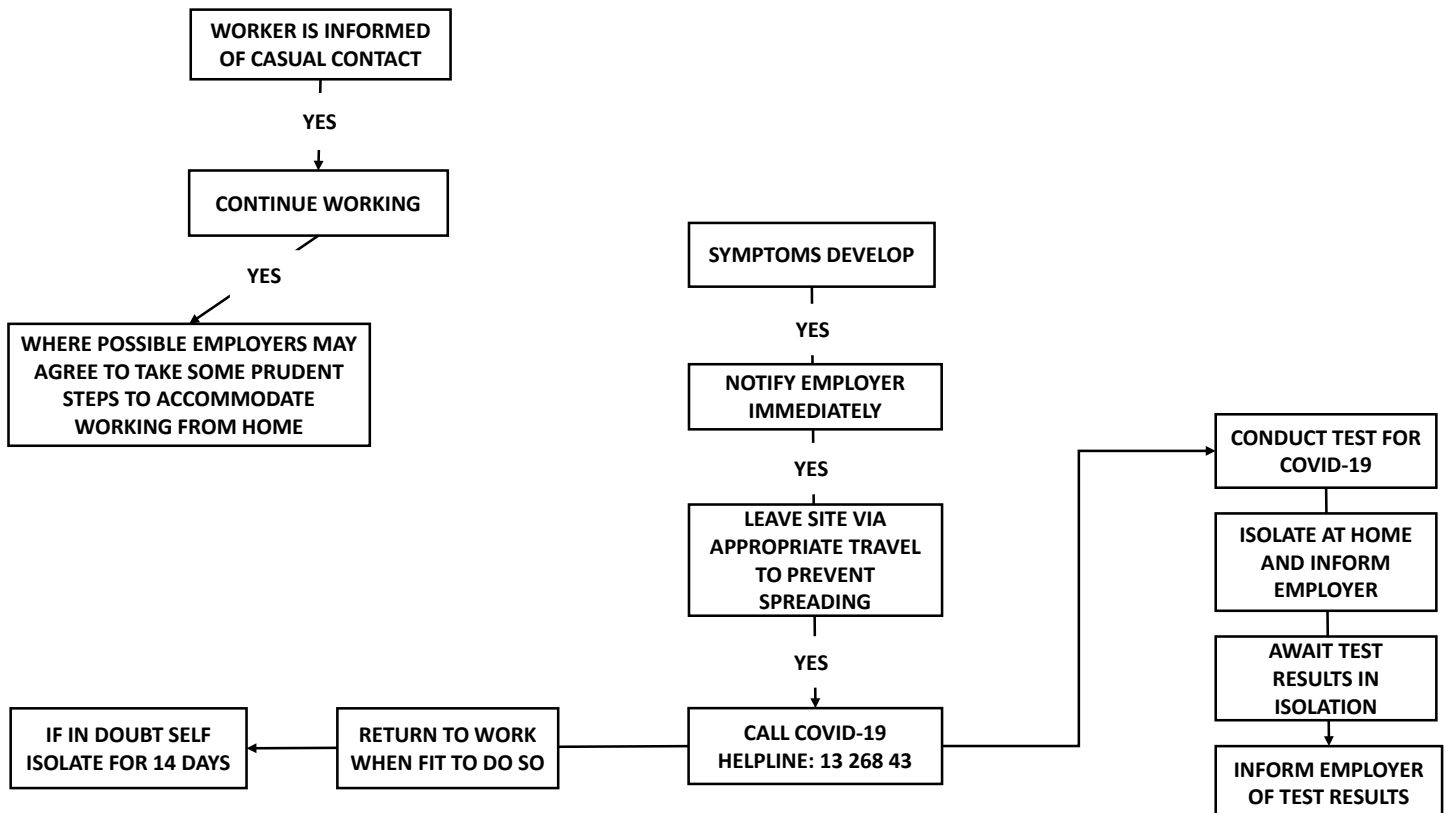 WORKER IS INFORMED
OF CASUAL CONTACT
YES
CONTINUE WORKING
YES
WHERE POSSIBLE EMPLOYERS MAY
AGREE TO TAKE SOME PRUDENT
STEPS TO ACCOMMODATE
WORKING FROM HOME
SYMPTOMS DEVELOP
YES
NOTIFY EMPLOYER
IMMEDIATELY
YES
LEAVE SITE VIA
APPROPRIATE TRAVEL
TO PREVENT
SPREADING
YES
CALL COVID-19
HELPLINE: 13 268 43
RETURN TO WORK
WHEN FIT TO DO SO
IF IN DOUBT SELF
ISOLATE FOR 14 DAYS
CONDUCT TEST FOR
COVID-19
ISOLATE AT HOME
AND INFORM
EMPLOYER
AWAIT TEST
RESULTS IN
ISOLATION
INFORM EMPLOYER
OF TEST RESULTS